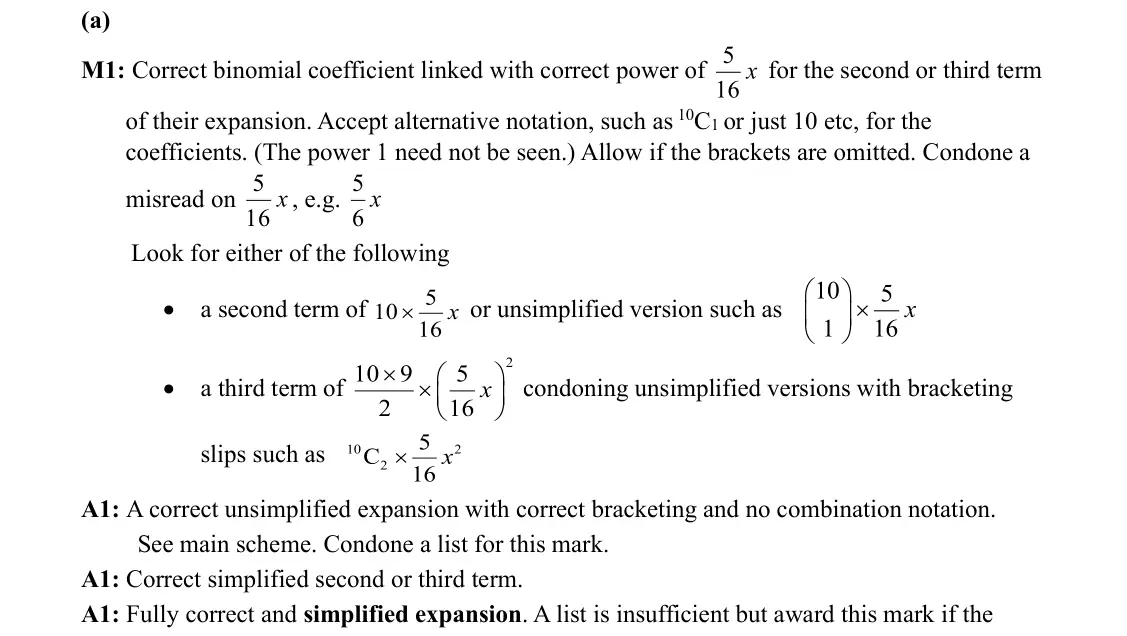 (a)
M1: Correct binomial coefficient linked with correct power of 5/16 x for the second or third term
of their expansion. Accept alternative notation, such as ¹⁰C₁ or just 10 etc, for the
coefficients. (The power 1 need not be seen.) Allow if the brackets are omitted. Condone a
misread on 5/16 x, e.g. 5/6 x
Look for either of the following
• a second term of 10 × 5/16 x or unsimplified version such as (10 1) × 5/16 x
• a third term of (10 × 9)/2 × (5/16 x)² condoning unsimplified versions with bracketing
slips such as ¹⁰C₂ × 5/16 x²
A1: A correct unsimplified expansion with correct bracketing and no combination notation.
See main scheme. Condone a list for this mark.
A1: Correct simplified second or third term.
A1: Fully correct and simplified expansion. A list is insufficient but award this mark if the